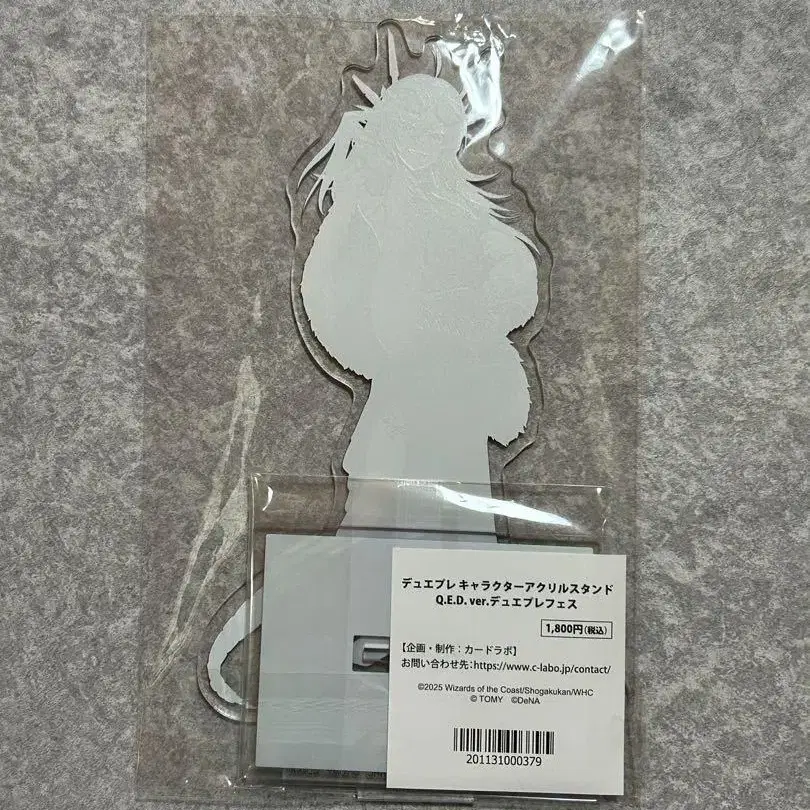 デュエプレ キャラクターアクリルスタンド
Q.E.D. ver.デュエプレフェス
1,800円(税込)
【企画・制作：カードラボ】
お問い合わせ先:https://www.c-labo.jp/contact/
©2025 Wizards of the Coast/Shogakukan/WHC
© TOMY ©DeNA
201131000379